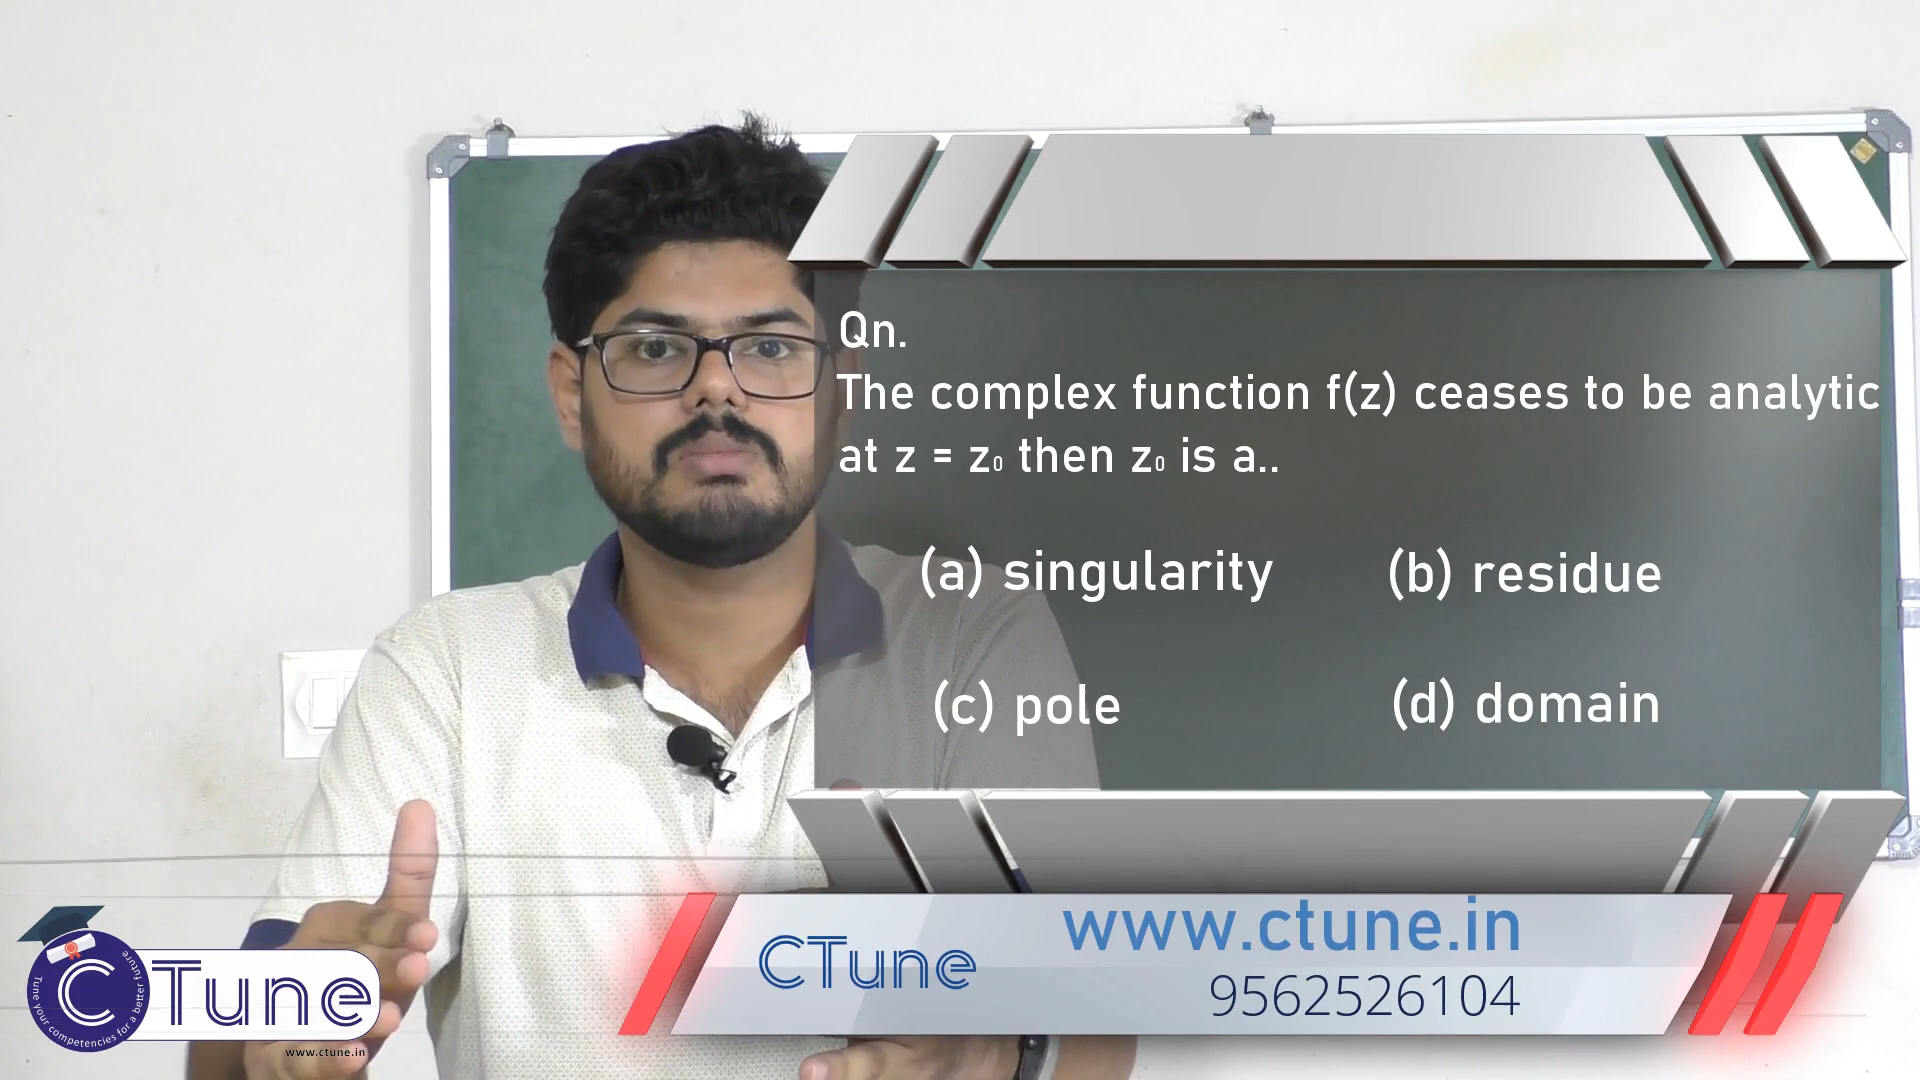 Qn.
The complex function f(z) ceases to be analytic
at z = z₀ then z₀ is a..
(a) singularity
(b) residue
(c) pole
(d) domain
CTune
www.ctune.in
9562526104
CTune
Tune your competencies for a better future
www.ctune.in